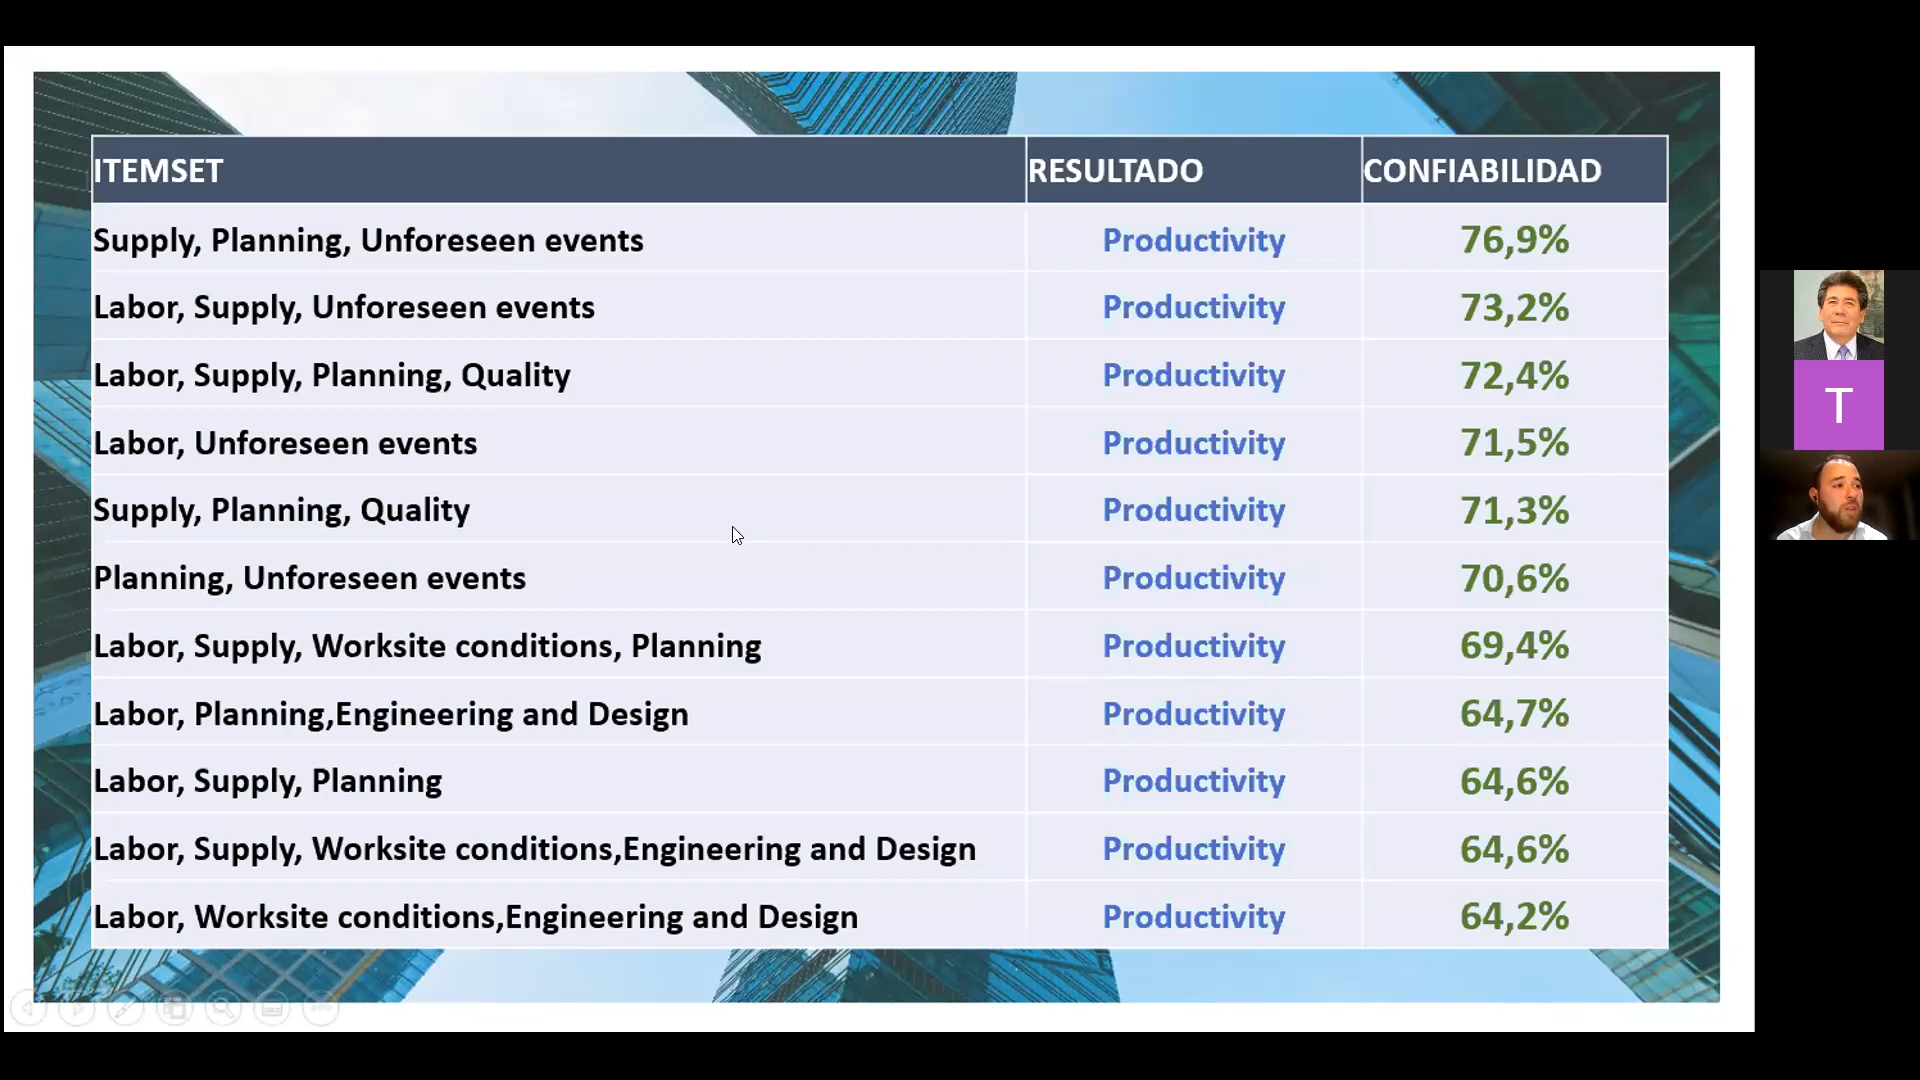 ITEMSET RESULTADO CONFIABILIDAD
Supply, Planning, Unforeseen events Productivity 76,9%
Labor, Supply, Unforeseen events Productivity 73,2%
Labor, Supply, Planning, Quality Productivity 72,4%
Labor, Unforeseen events Productivity 71,5%
Supply, Planning, Quality Productivity 71,3%
Planning, Unforeseen events Productivity 70,6%
Labor, Supply, Worksite conditions, Planning Productivity 69,4%
Labor, Planning,Engineering and Design Productivity 64,7%
Labor, Supply, Planning Productivity 64,6%
Labor, Supply, Worksite conditions,Engineering and Design Productivity 64,6%
Labor, Worksite conditions,Engineering and Design Productivity 64,2%
T